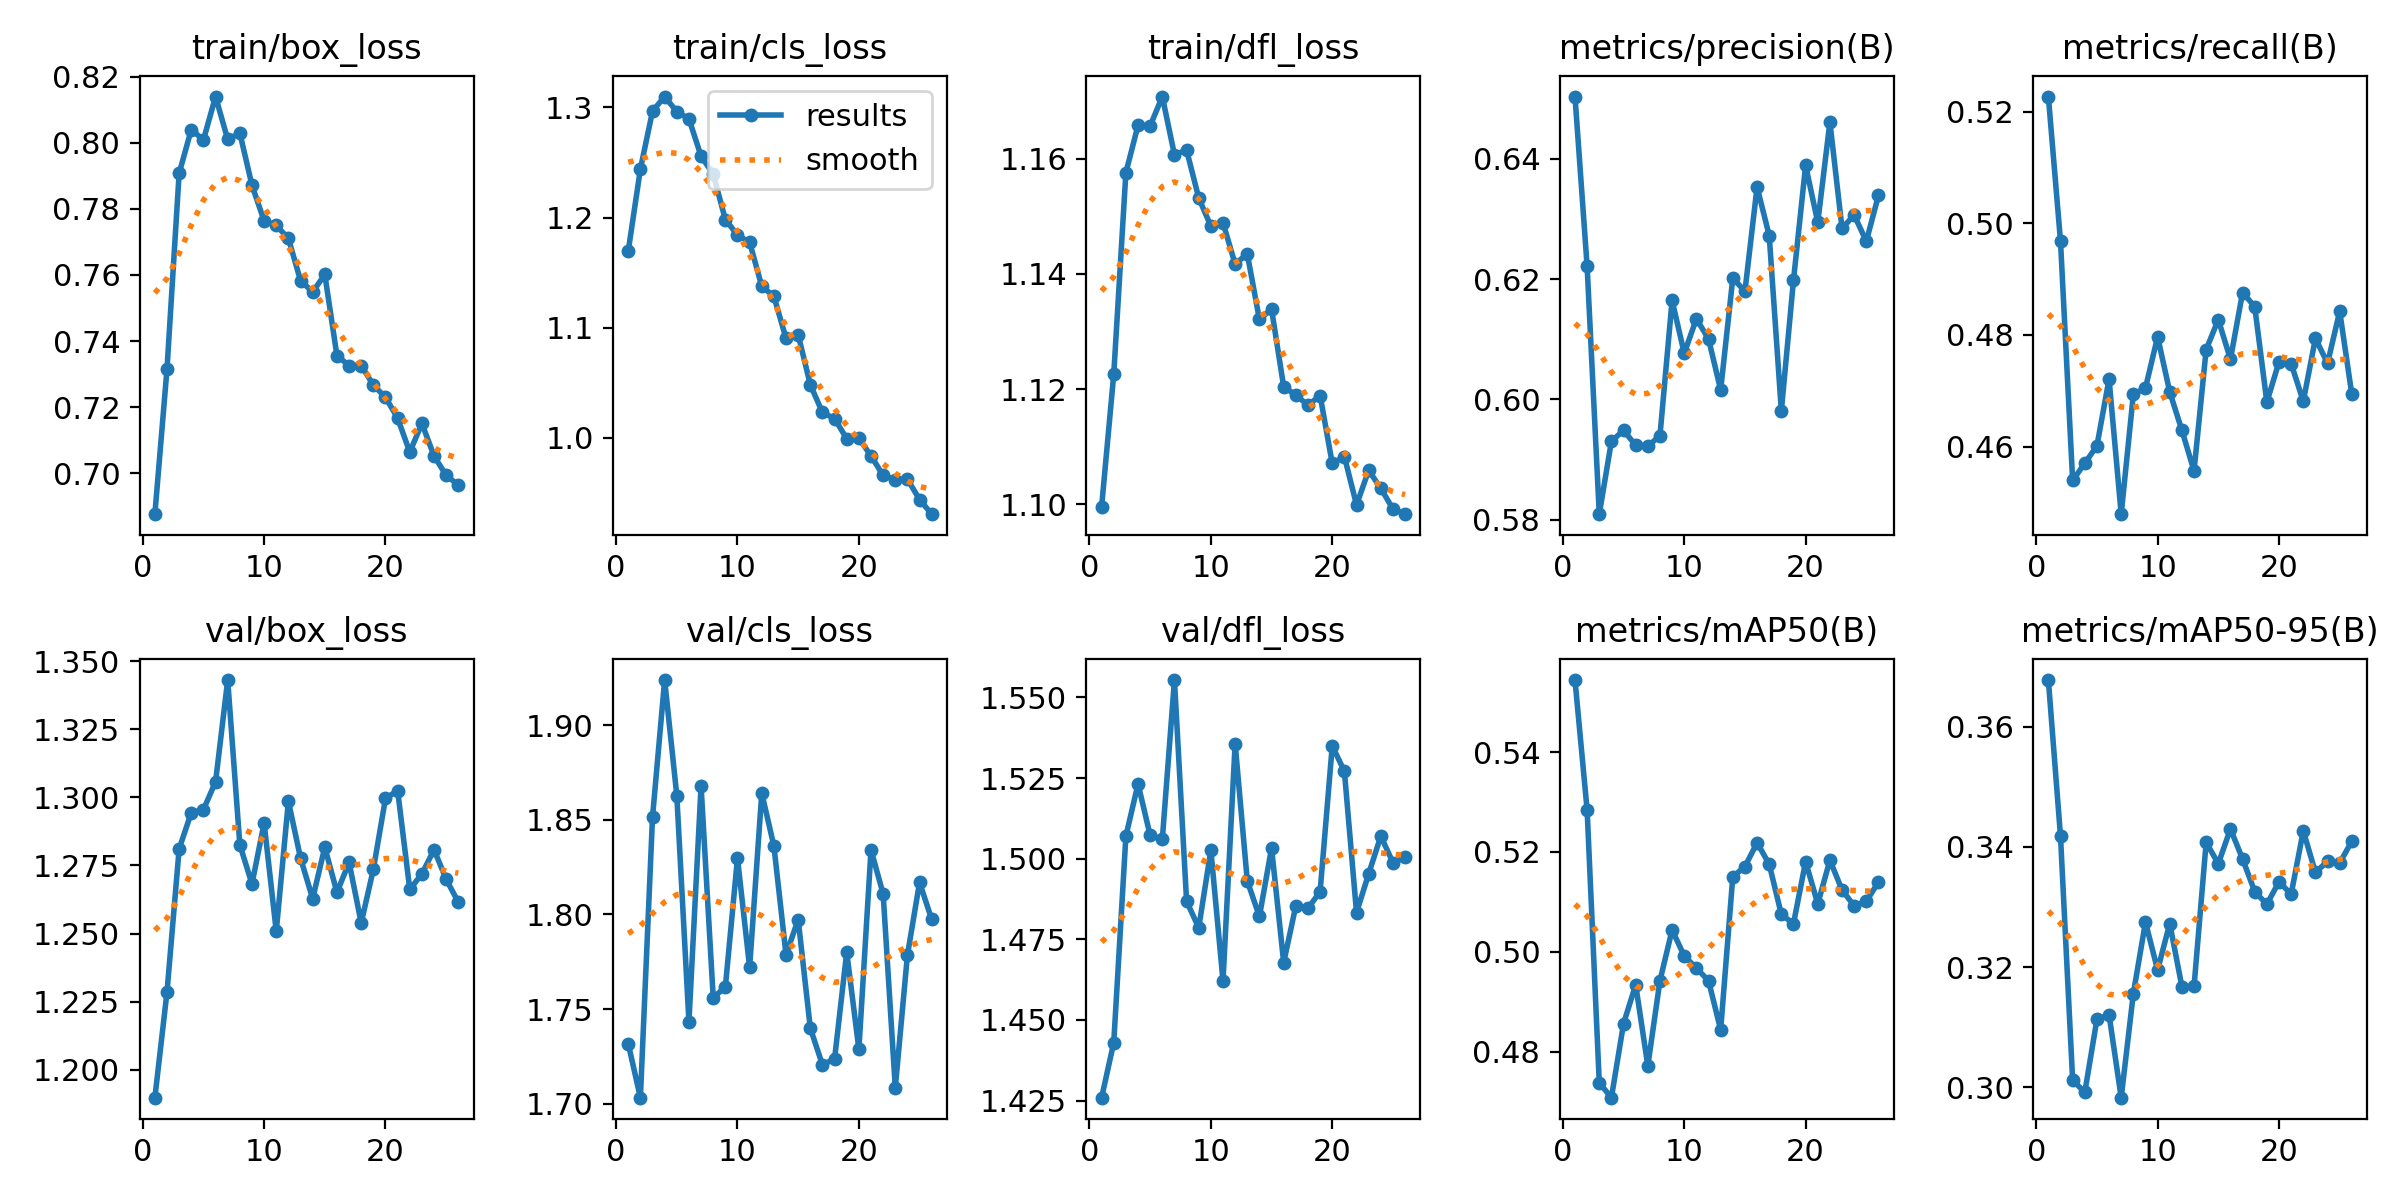 train/box_loss
train/cls_loss
train/dfl_loss
metrics/precision(B)
metrics/recall(B)
0.82
0.80
0.78
0.76
0.74
0.72
0.70
0 10 20
1.3
1.2
1.1
1.0
0 10 20
results
smooth
1.16
1.14
1.12
1.10
0 10 20
0.64
0.62
0.60
0.58
0 10 20
0.52
0.50
0.48
0.46
0 10 20
val/box_loss
val/cls_loss
val/dfl_loss
metrics/mAP50(B)
metrics/mAP50-95(B)
1.350
1.325
1.300
1.275
1.250
1.225
1.200
0 10 20
1.90
1.85
1.80
1.75
1.70
0 10 20
1.550
1.525
1.500
1.475
1.450
1.425
0 10 20
0.54
0.52
0.50
0.48
0 10 20
0.36
0.34
0.32
0.30
0 10 20